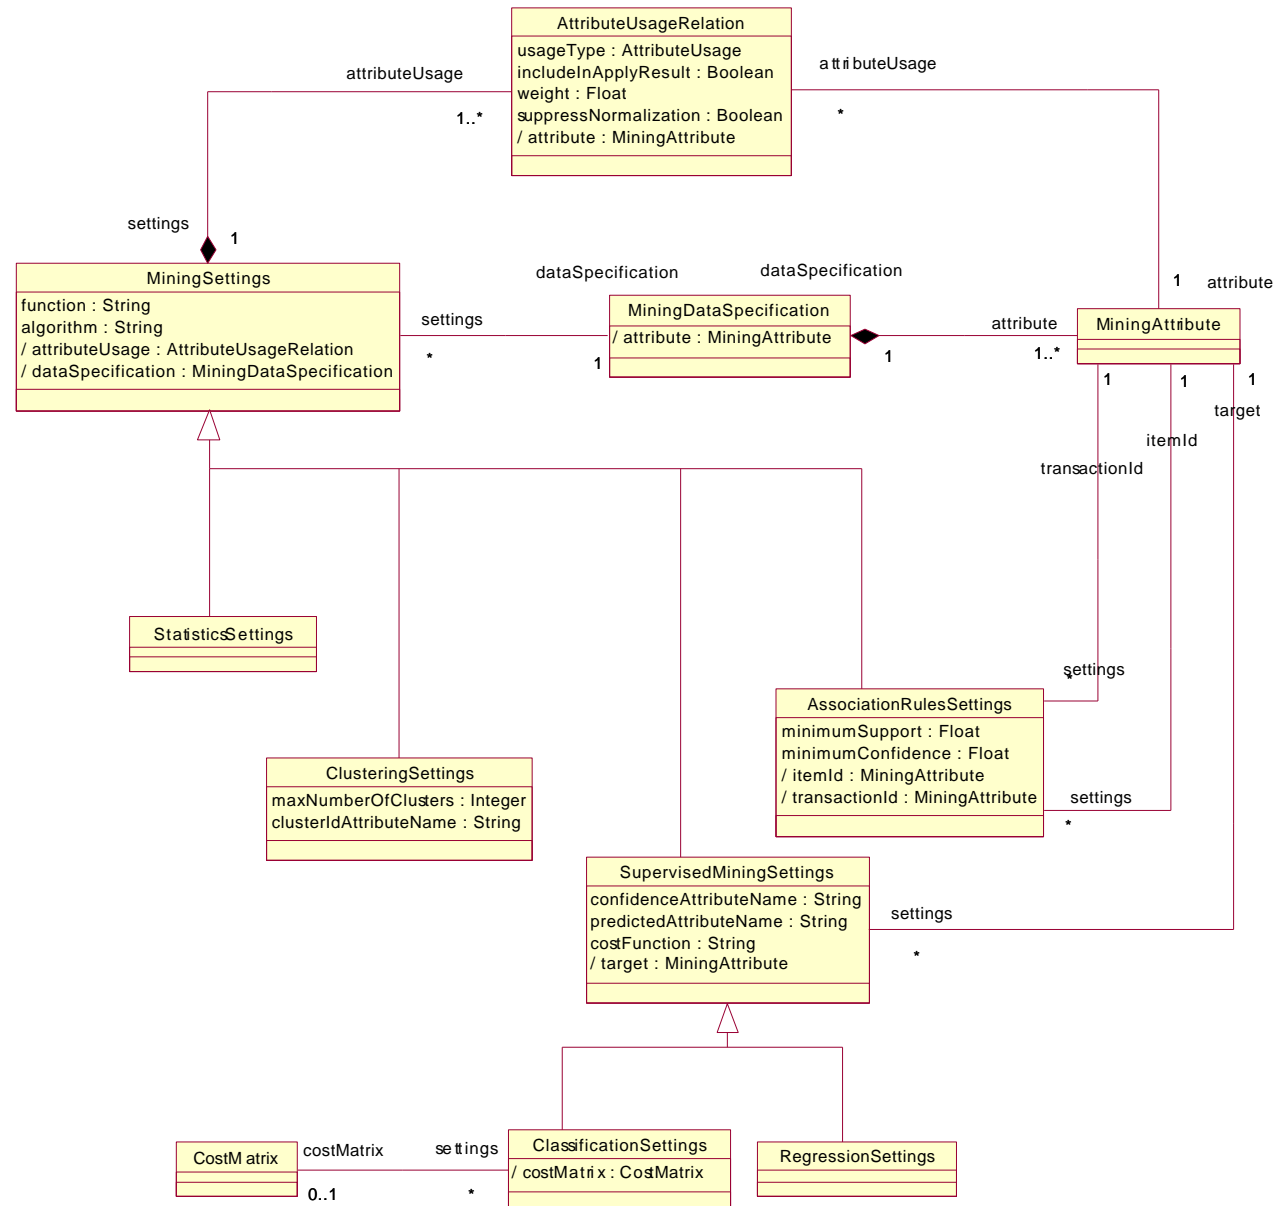 AttributeUsageRelation
usageType : AttributeUsage
includeInApplyResult : Boolean
weight : Float
suppressNormalization : Boolean
/ attribute : MiningAttribute
attributeUsage
1..*
attributeUsage
*
settings
1
MiningSettings
function : String
algorithm : String
/ attributeUsage : AttributeUsageRelation
/ dataSpecification : MiningDataSpecification
settings
*
dataSpecification
1
MiningDataSpecification
/ attribute : MiningAttribute
dataSpecification
1
attribute
1..*
1
attribute
MiningAttribute
1
1
1
target
itemId
transactionId
StatisticsSettings
settings
*
AssociationRulesSettings
minimumSupport : Float
minimumConfidence : Float
/ itemId : MiningAttribute
/ transactionId : MiningAttribute
settings
*
ClusteringSettings
maxNumberOfClusters : Integer
clusterIdAttributeName : String
SupervisedMiningSettings
confidenceAttributeName : String
predictedAttributeName : String
costFunction : String
/ target : MiningAttribute
settings
*
CostMatrix
costMatrix
0..1
settings
*
ClassificationSettings
/ costMatrix : CostMatrix
RegressionSettings